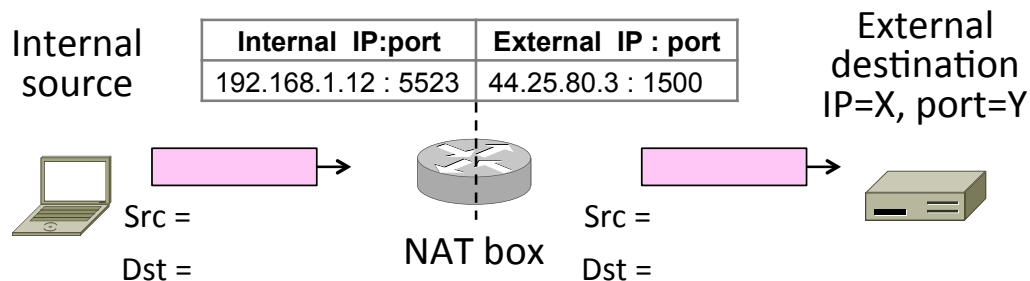 Internal source
Internal IP:port External IP : port
192.168.1.12 : 5523 44.25.80.3 : 1500
External destination
IP=X, port=Y
Src =
Dst =
NAT box
Src =
Dst =